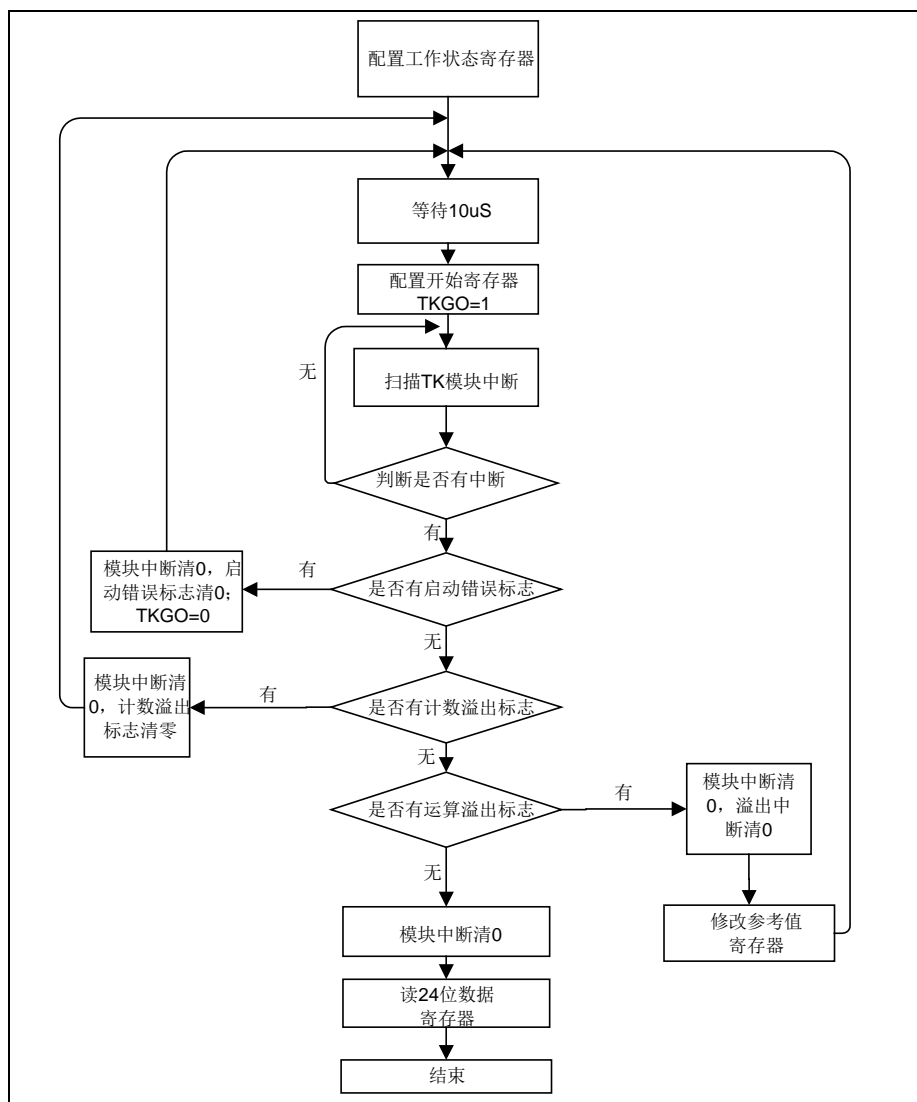 配置工作状态寄存器
等待10uS
配置开始寄存器
TKGO=1
无
扫描TK模块中断
判断是否有中断
有
模块中断清0，启
动错误标志清0；
TKGO=0
有
是否有启动错误标志
无
模块中断清
0，计数溢出
标志清零
有
是否有计数溢出标志
无
是否有运算溢出标志
有
模块中断清
0，溢出中
断清0
无
修改参考值
寄存器
模块中断清0
读24位数据
寄存器
结束